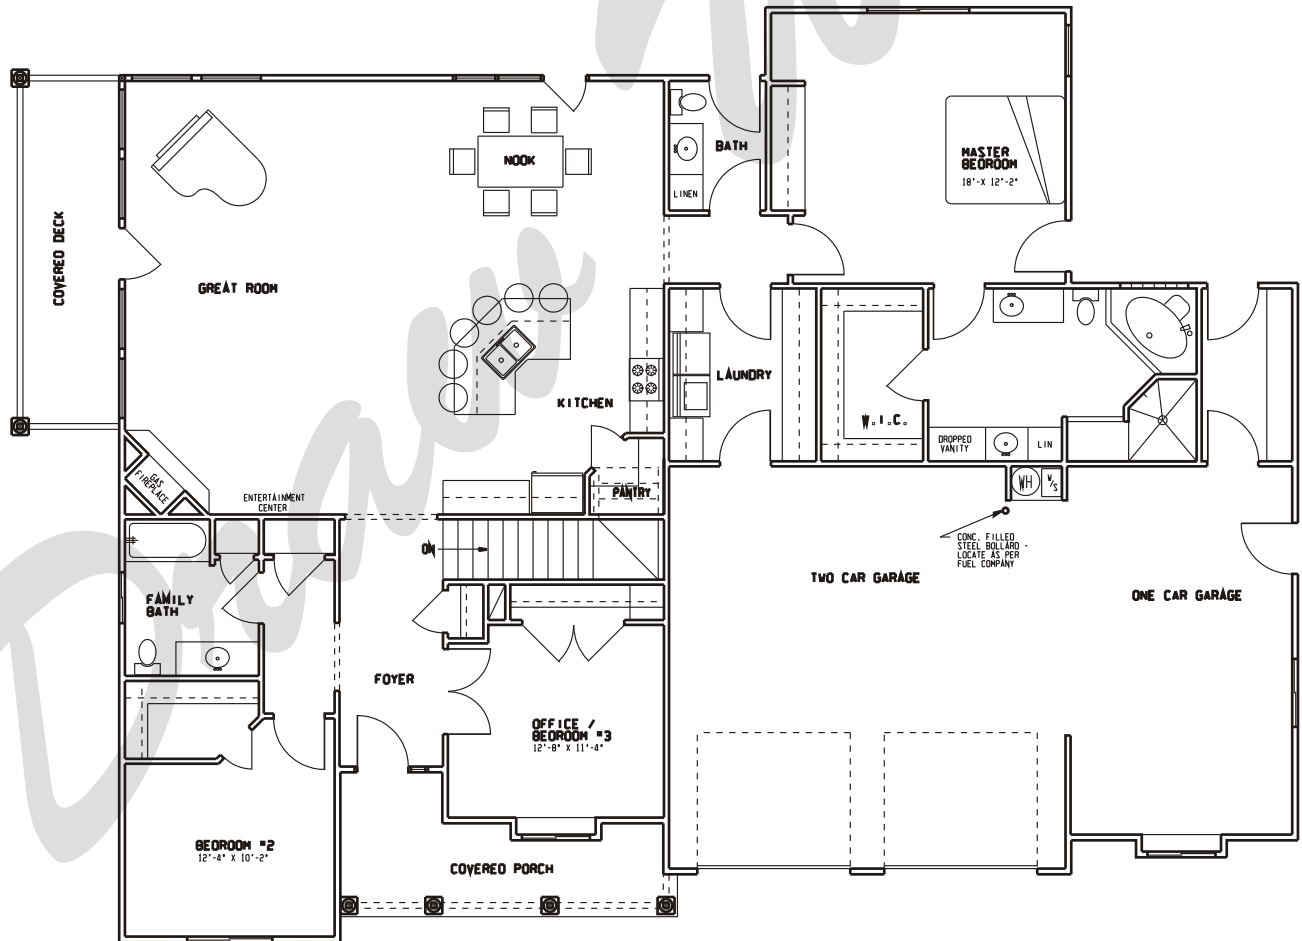 MASTER
BEDROOM
18'-X 12'-2"
BATH
NOOK
LINEN
COVERED DECK
GREAT ROOM
LAUNDRY
KITCHEN
W.I.C.
DROPPED
VANITY
LIN
GAS
FIREPLACE
ENTERTAINMENT
CENTER
PANTRY
WH
W/S
DN
CONC. FILLED
STEEL BOLLARD -
LOCATE AS PER
FUEL COMPANY
TWO CAR GARAGE
ONE CAR GARAGE
FAMILY
BATH
FOYER
OFFICE /
BEDROOM #3
12'-8" X 11'-4"
BEDROOM #2
12'-4" X 10'-2"
COVERED PORCH
Draw